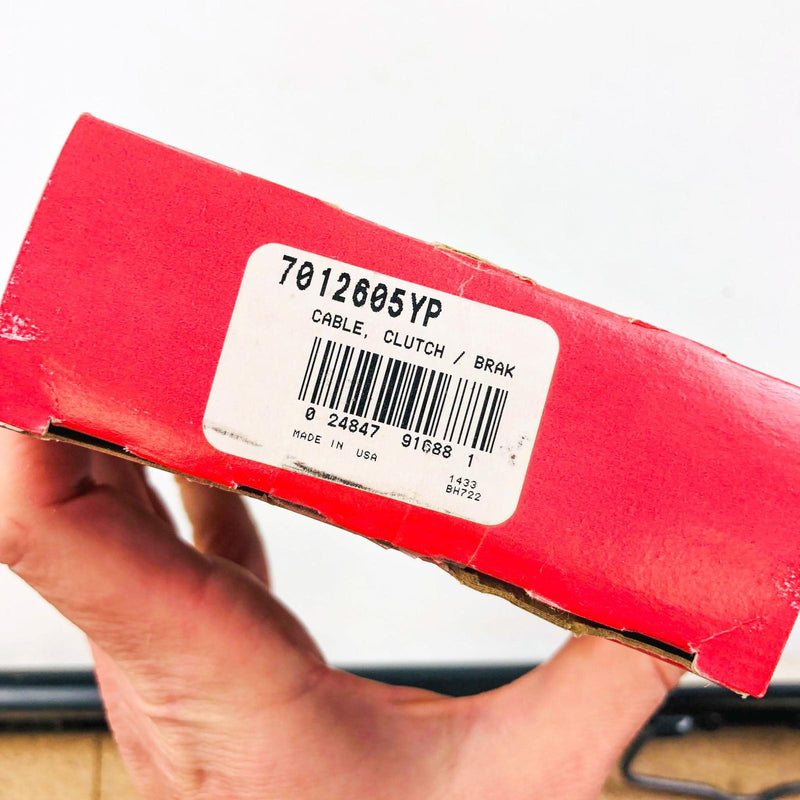 7012605YP
CABLE, CLUTCH / BRAK
0 24847 91688 1
MADE IN USA
1433
BH722